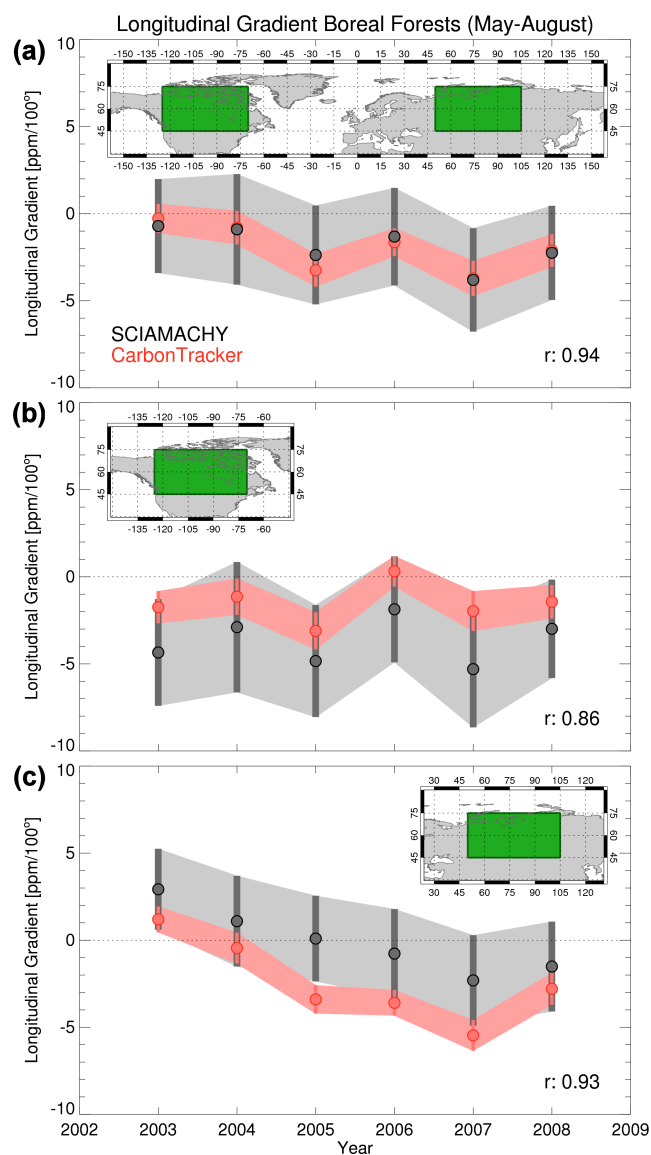 Longitudinal Gradient Boreal Forests (May-August)
(a)
10
5
0
-5
-10
Longitudinal Gradient [ppm/100°]
-150 -135 -120 -105 -90 -75 -60 -45 -30 -15 0 15 30 45 60 75 90 105 120 135 150
75 75
60 60
45 45
-150 -135 -120 -105 -90 -75 -60 -45 -30 -15 0 15 30 45 60 75 90 105 120 135 150
SCIAMACHY
CarbonTracker
r: 0.94
(b)
10
5
0
-5
-10
Longitudinal Gradient [ppm/100°]
-135 -120 -105 -90 -75 -60
75 75
60 60
45 45
-135 -120 -105 -90 -75 -60
r: 0.86
(c)
10
5
0
-5
-10
Longitudinal Gradient [ppm/100°]
30 45 60 75 90 105 120
75 75
60 60
45 45
30 45 60 75 90 105 120
r: 0.93
2002 2003 2004 2005 2006 2007 2008 2009
Year